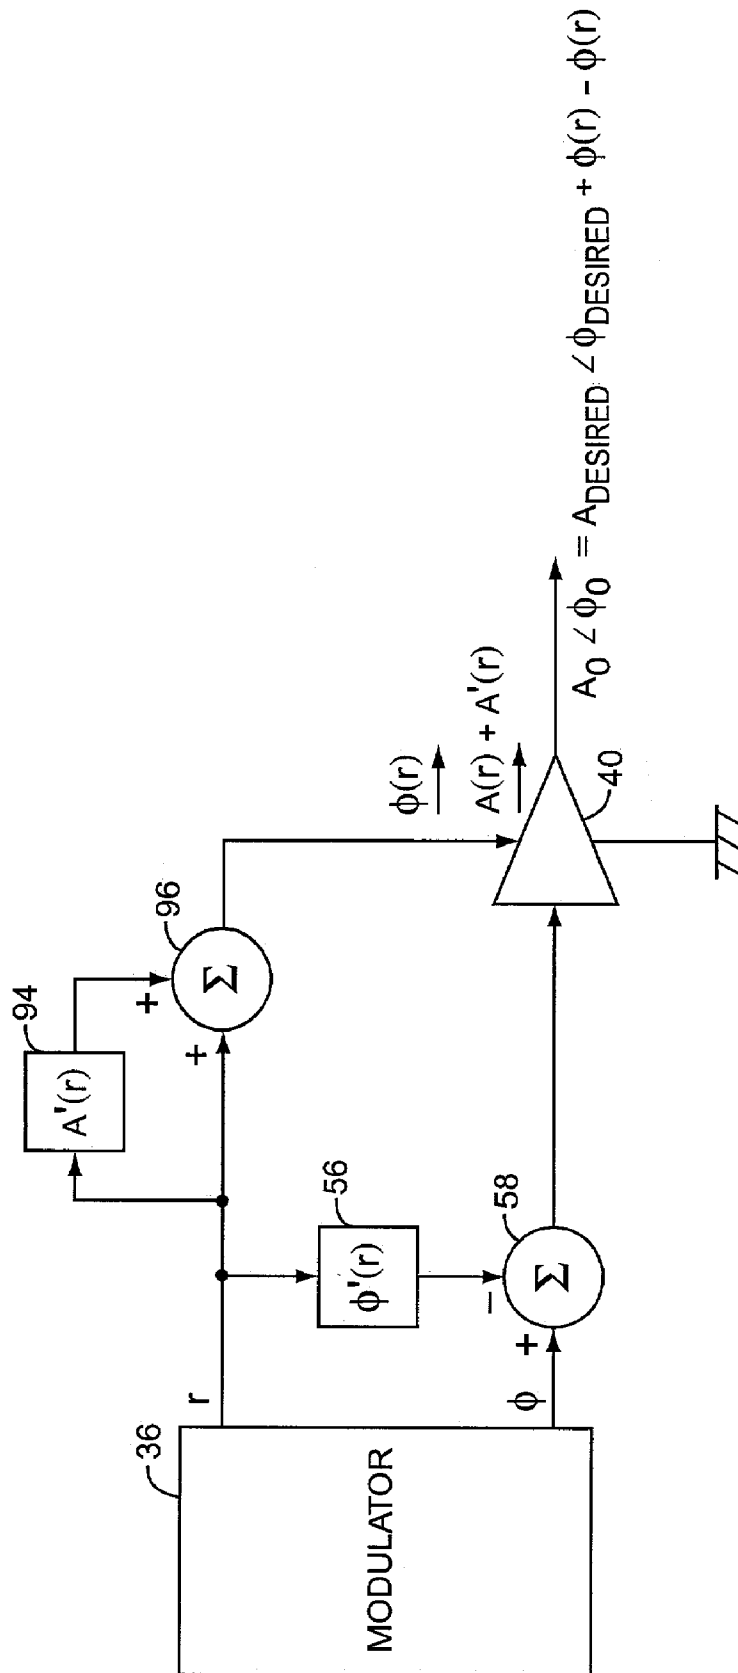 36
MODULATOR
r
ϕ
94
A'(r)
+
+
96
Σ
56
ϕ'(r)
−
+
58
Σ
ϕ(r)
A(r) + A'(r)
40
A0 ∠ ϕ0 = ADESIRED ∠ ϕDESIRED + ϕ(r) - ϕ(r)